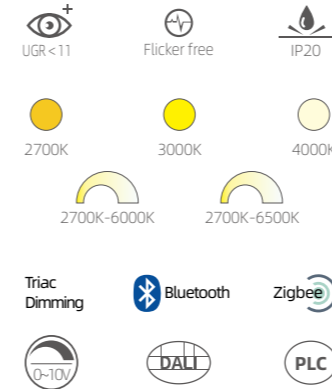 UGR<11 Flicker free IP20
2700K 3000K 4000K
2700K-6000K 2700K-6500K
Triac
Dimming Bluetooth Zigbee
0~10V DALI PLC